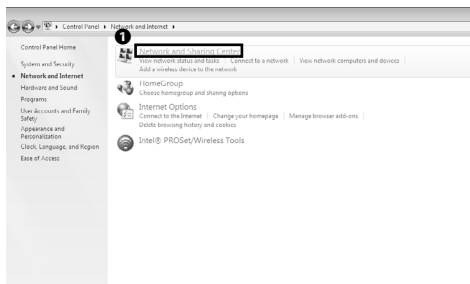 Control Panel ▸ Network and Internet ▸
Control Panel Home
System and Security
Network and Internet
Hardware and Sound
Programs
User Accounts and Family
Safety
Appearance and
Personalization
Clock, Language, and Region
Ease of Access
1
Network and Sharing Center
View network status and tasks | Connect to a network | View network computers and devices |
Add a wireless device to the network
HomeGroup
Choose homegroup and sharing options
Internet Options
Connect to the Internet | Change your homepage | Manage browser add-ons |
Delete browsing history and cookies
Intel® PROSet/Wireless Tools